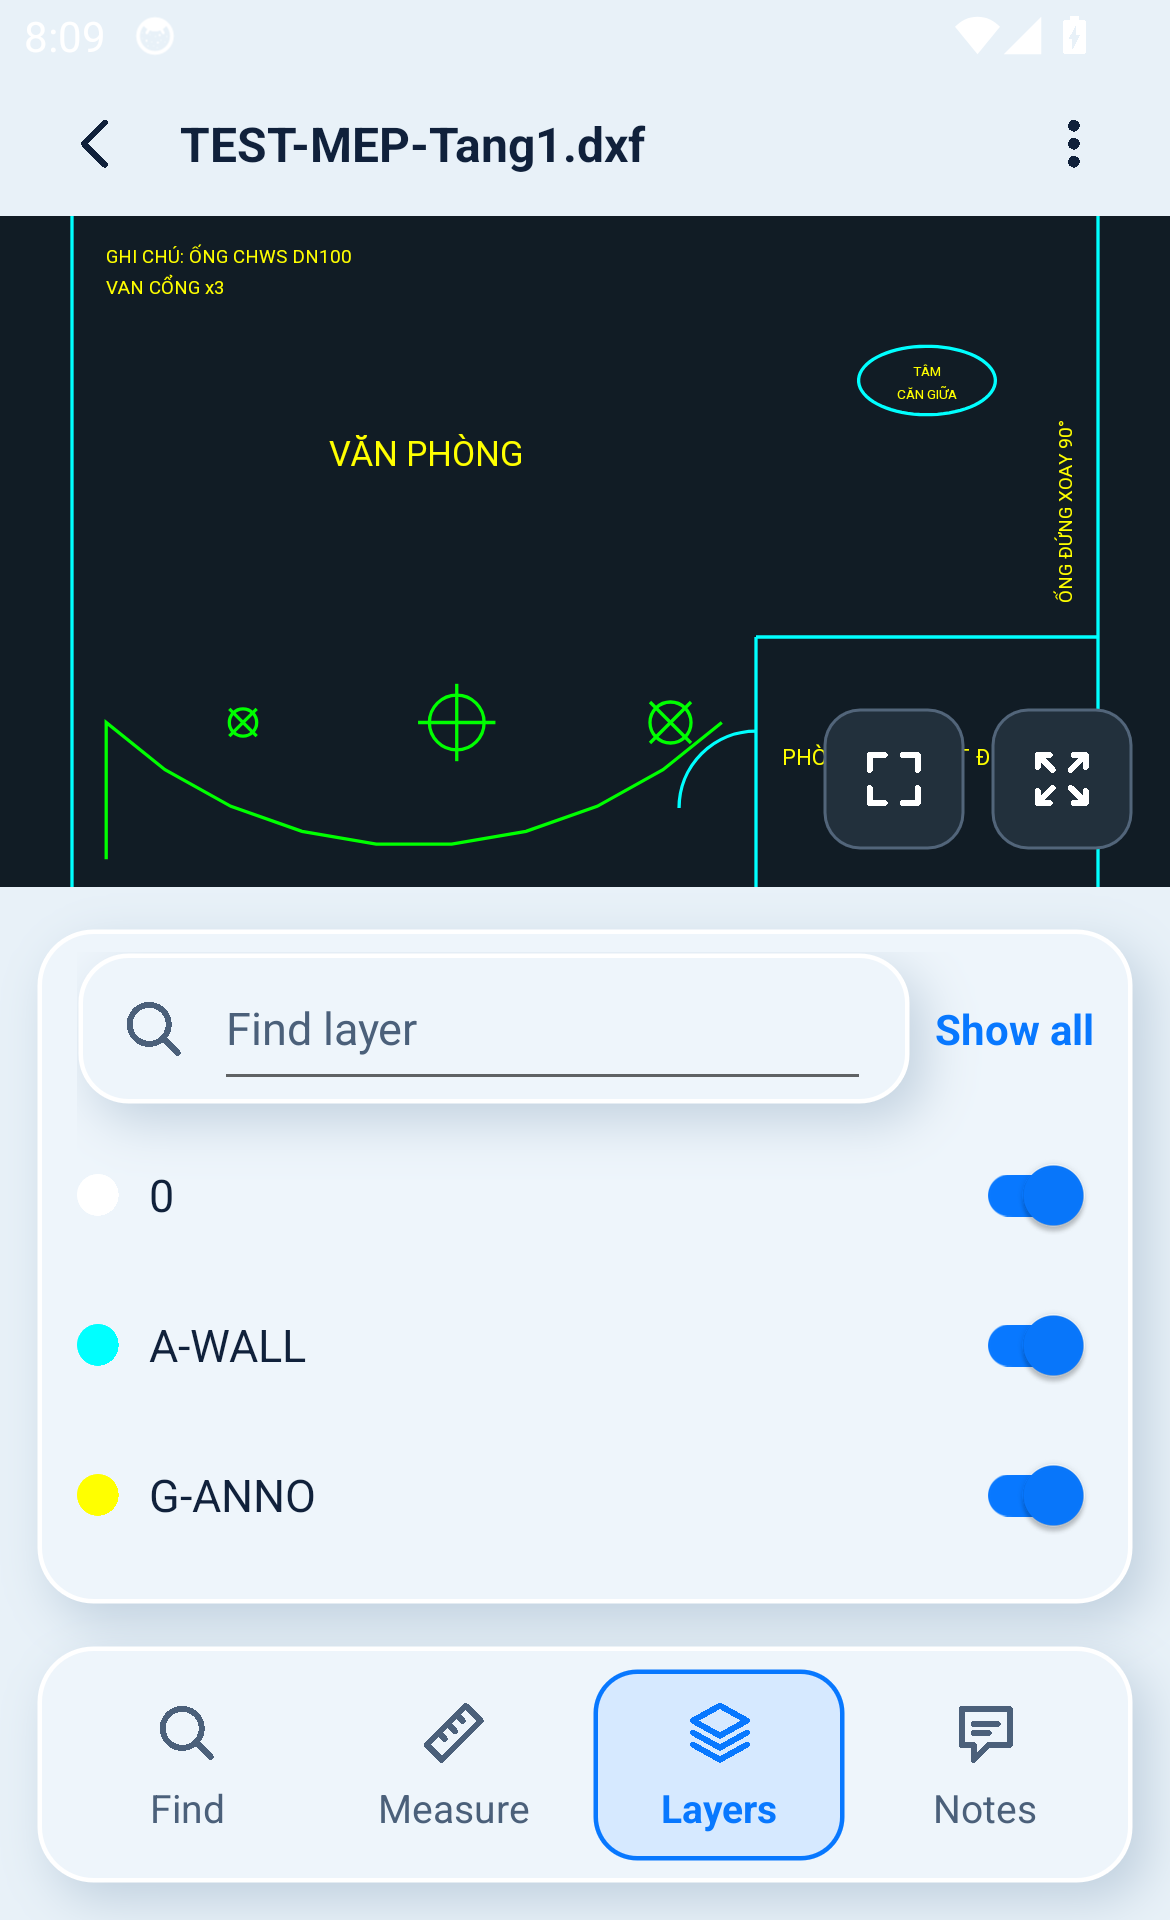 8:09
TEST-MEP-Tang1.dxf
GHI CHÚ: ỐNG CHWS DN100
VAN CỔNG x3
TÂM
CĂN GIỮA
VĂN PHÒNG
ỐNG ĐỨNG XOAY 90°
Find layer
Show all
0
A-WALL
G-ANNO
Find
Measure
Layers
Notes